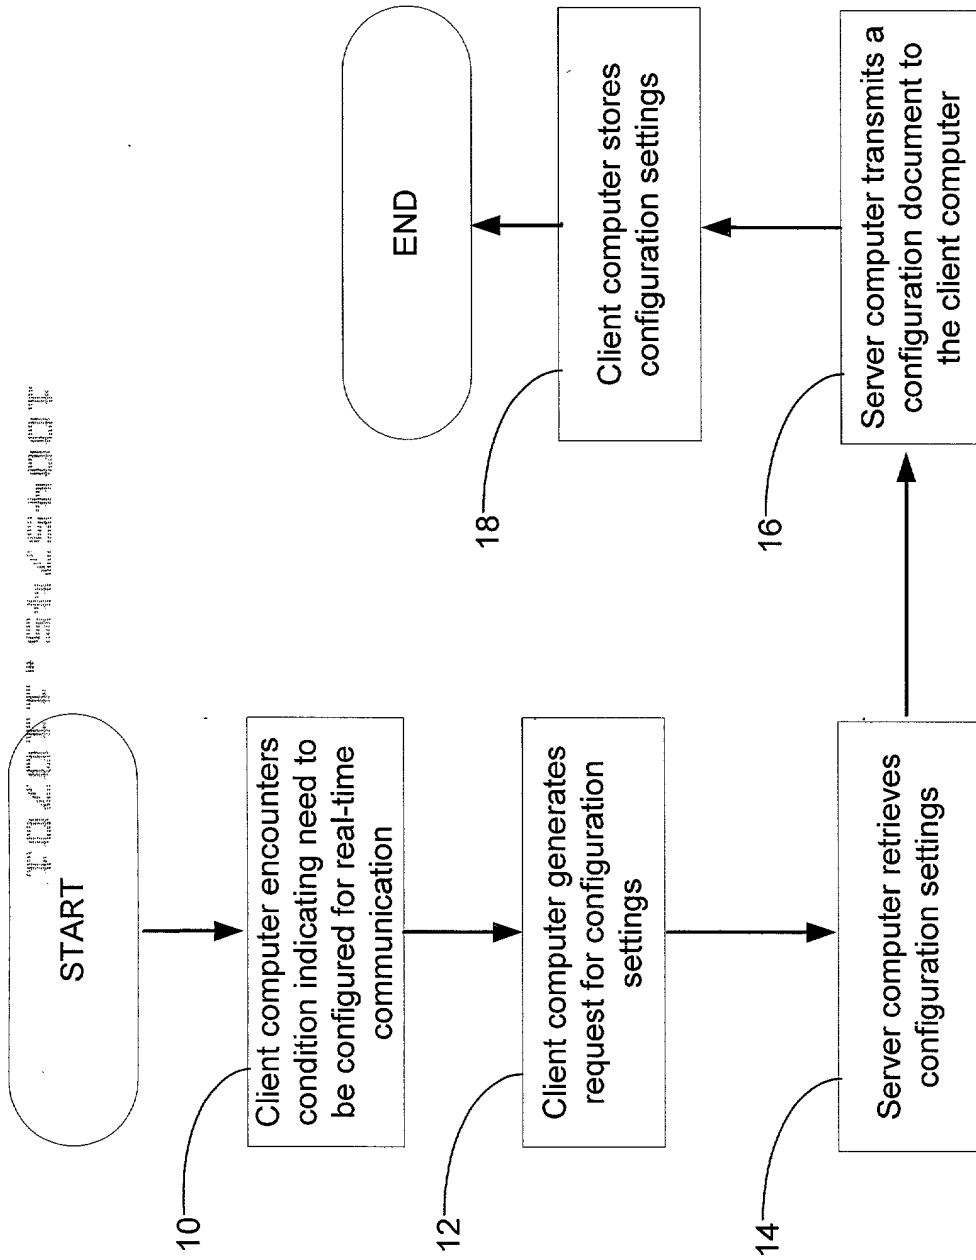 START
10
Client computer encounters
condition indicating need to
be configured for real-time
communication
12
Client computer generates
request for configuration
settings
14
Server computer retrieves
configuration settings
16
Server computer transmits a
configuration document to
the client computer
18
Client computer stores
configuration settings
END